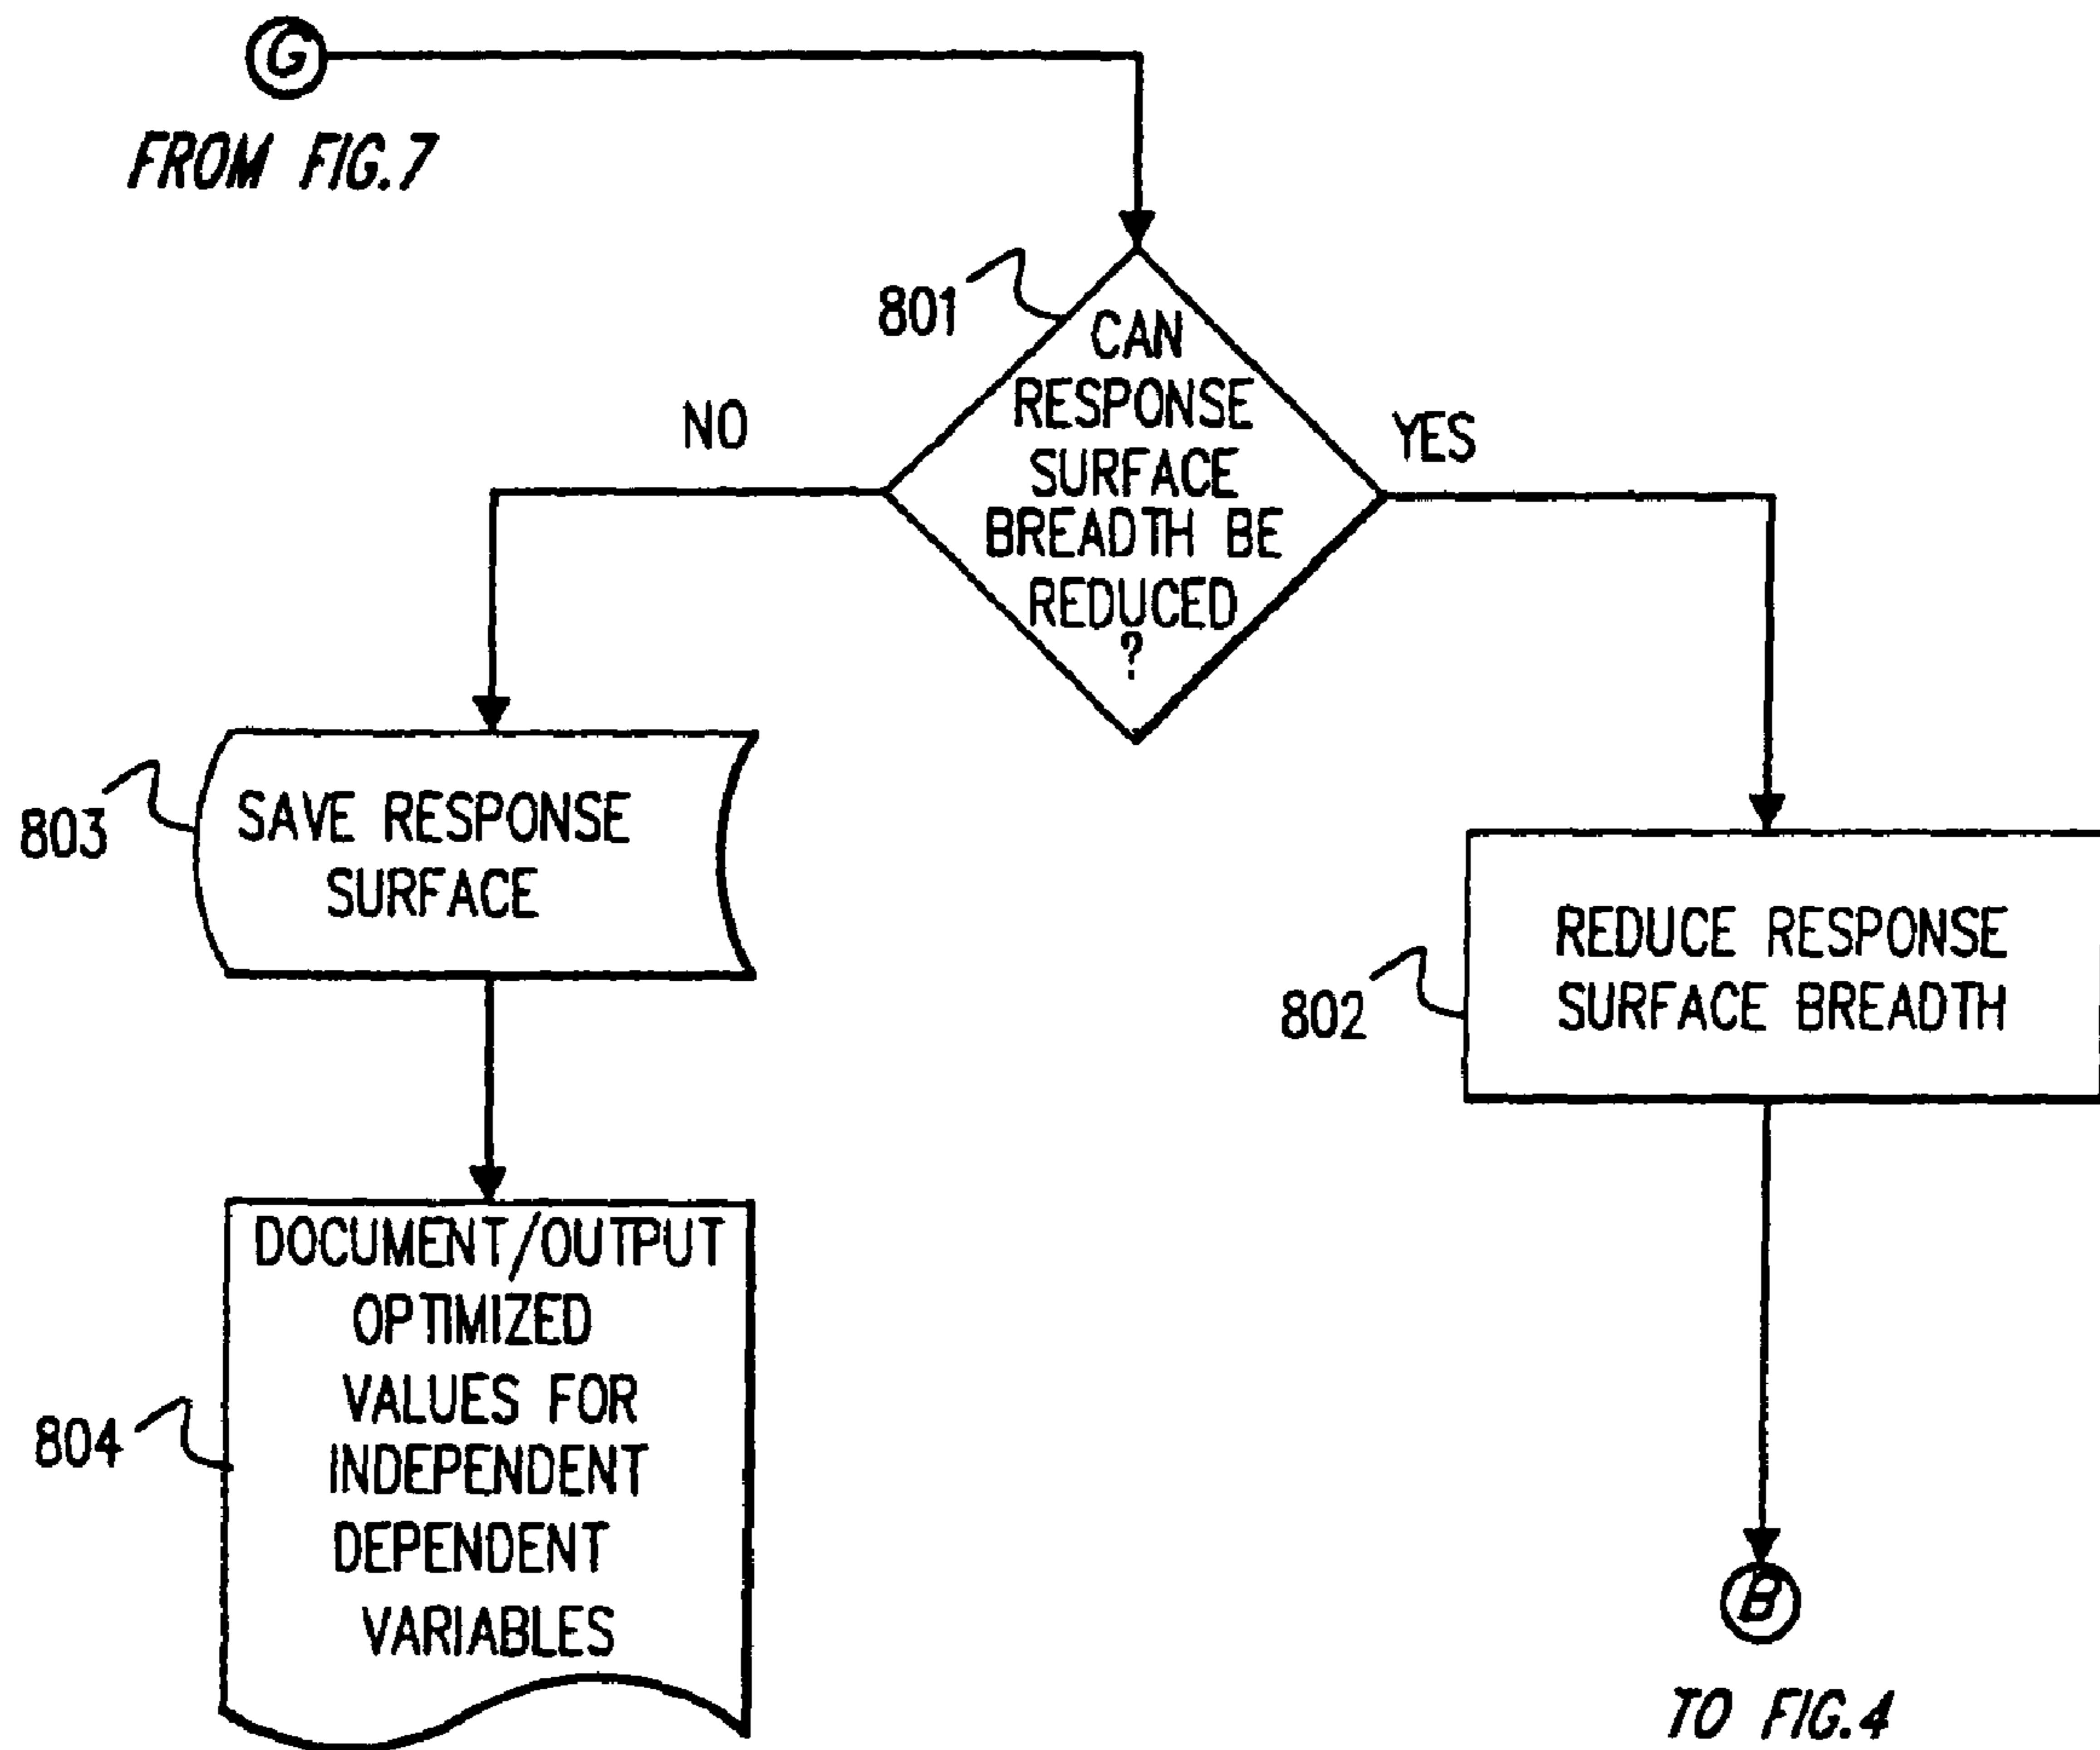 G
FROM FIG.7
801
CAN
RESPONSE
SURFACE
BREADTH BE
REDUCED
?
NO
YES
803
SAVE RESPONSE
SURFACE
802
REDUCE RESPONSE
SURFACE BREADTH
804
DOCUMENT/OUTPUT
OPTIMIZED
VALUES FOR
INDEPENDENT
DEPENDENT
VARIABLES
B
TO FIG.4